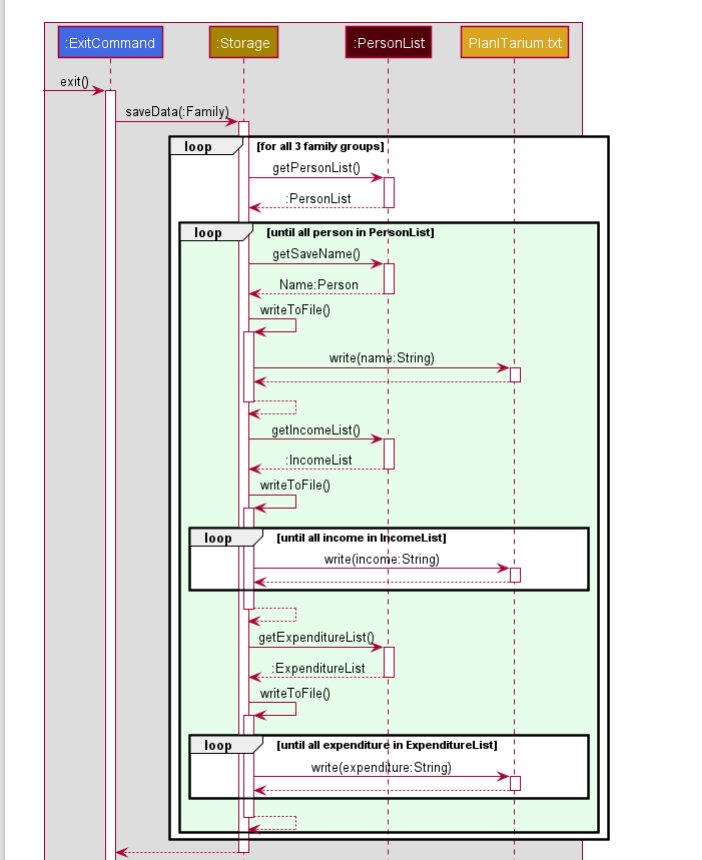 :ExitCommand :Storage :PersonList PlanITarium.txt
exit()
saveData(:Family)
loop [for all 3 family groups]
getPersonList()
:PersonList
loop [until all person in PersonList]
getSaveName()
Name:Person
writeToFile()
write(name:String)
getIncomeList()
:IncomeList
writeToFile()
loop [until all income in IncomeList]
write(income:String)
getExpenditureList()
:ExpenditureList
writeToFile()
loop [until all expenditure in ExpenditureList]
write(expenditure:String)